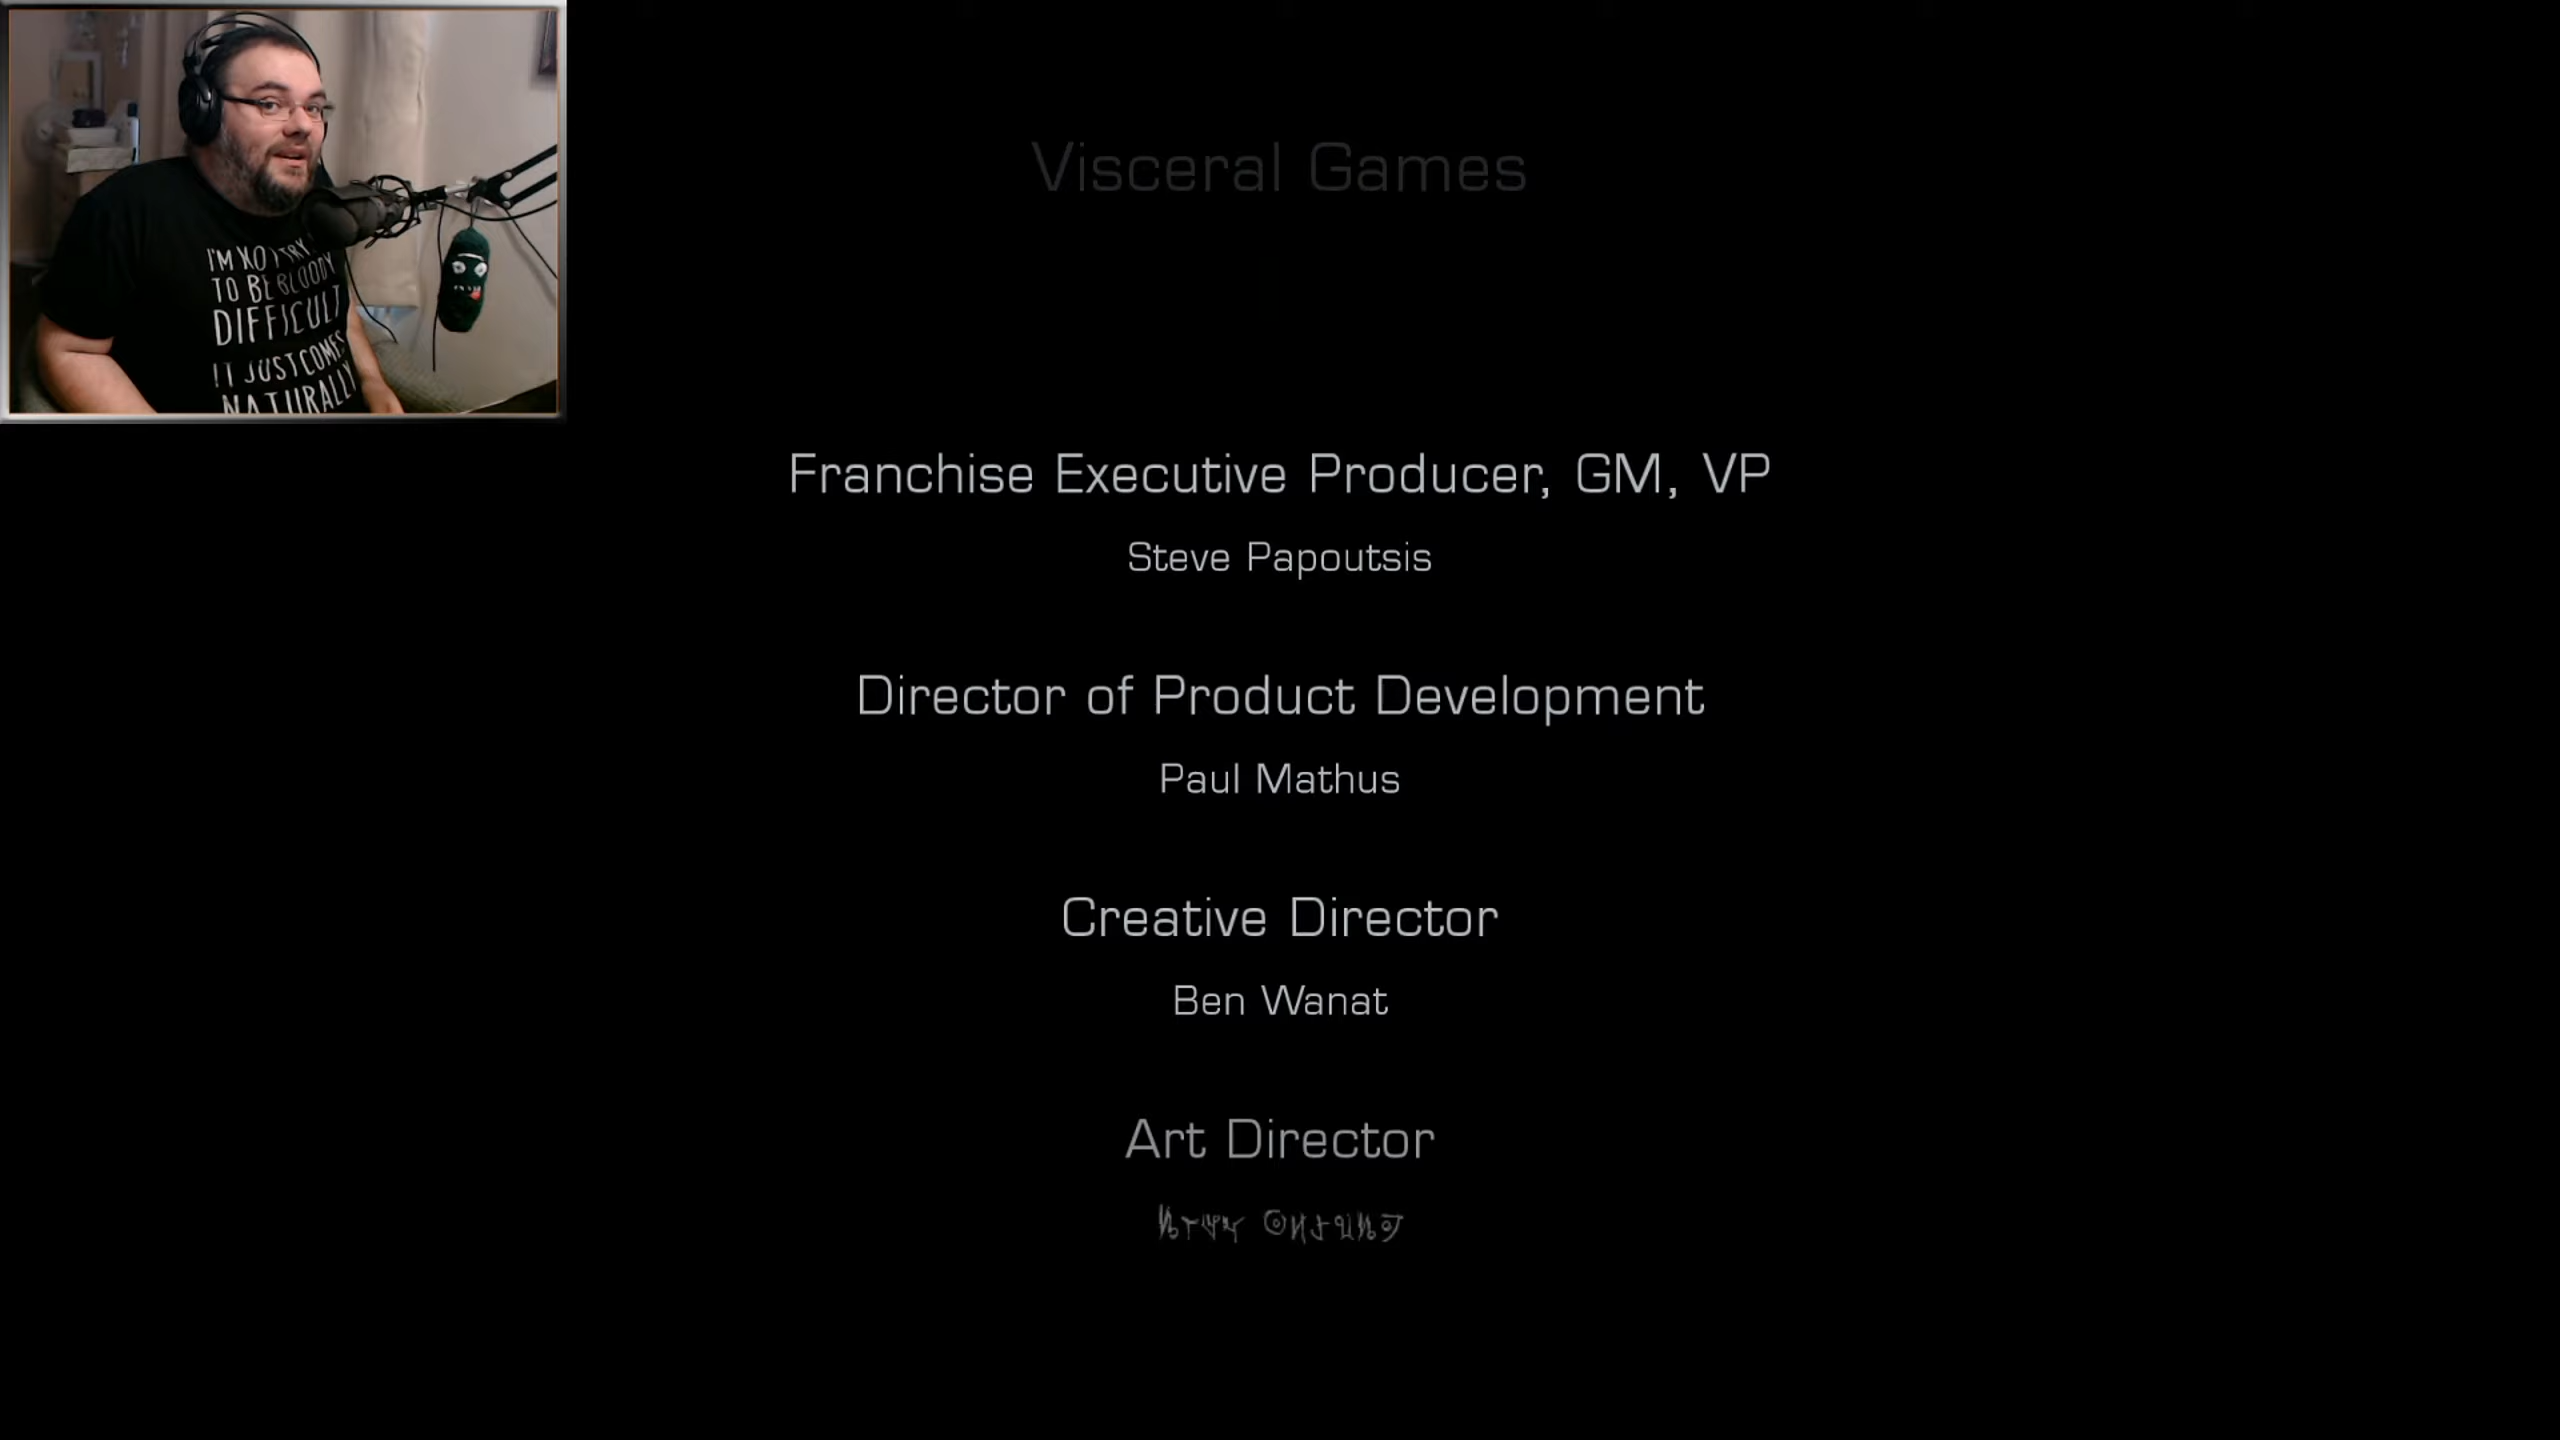 I'M NOT TRY
TO BE BLOODY
DIFFICULT
IT JUST COMES
NATURALLY
Visceral Games
Franchise Executive Producer, GM, VP
Steve Papoutsis
Director of Product Development
Paul Mathus
Creative Director
Ben Wanat
Art Director